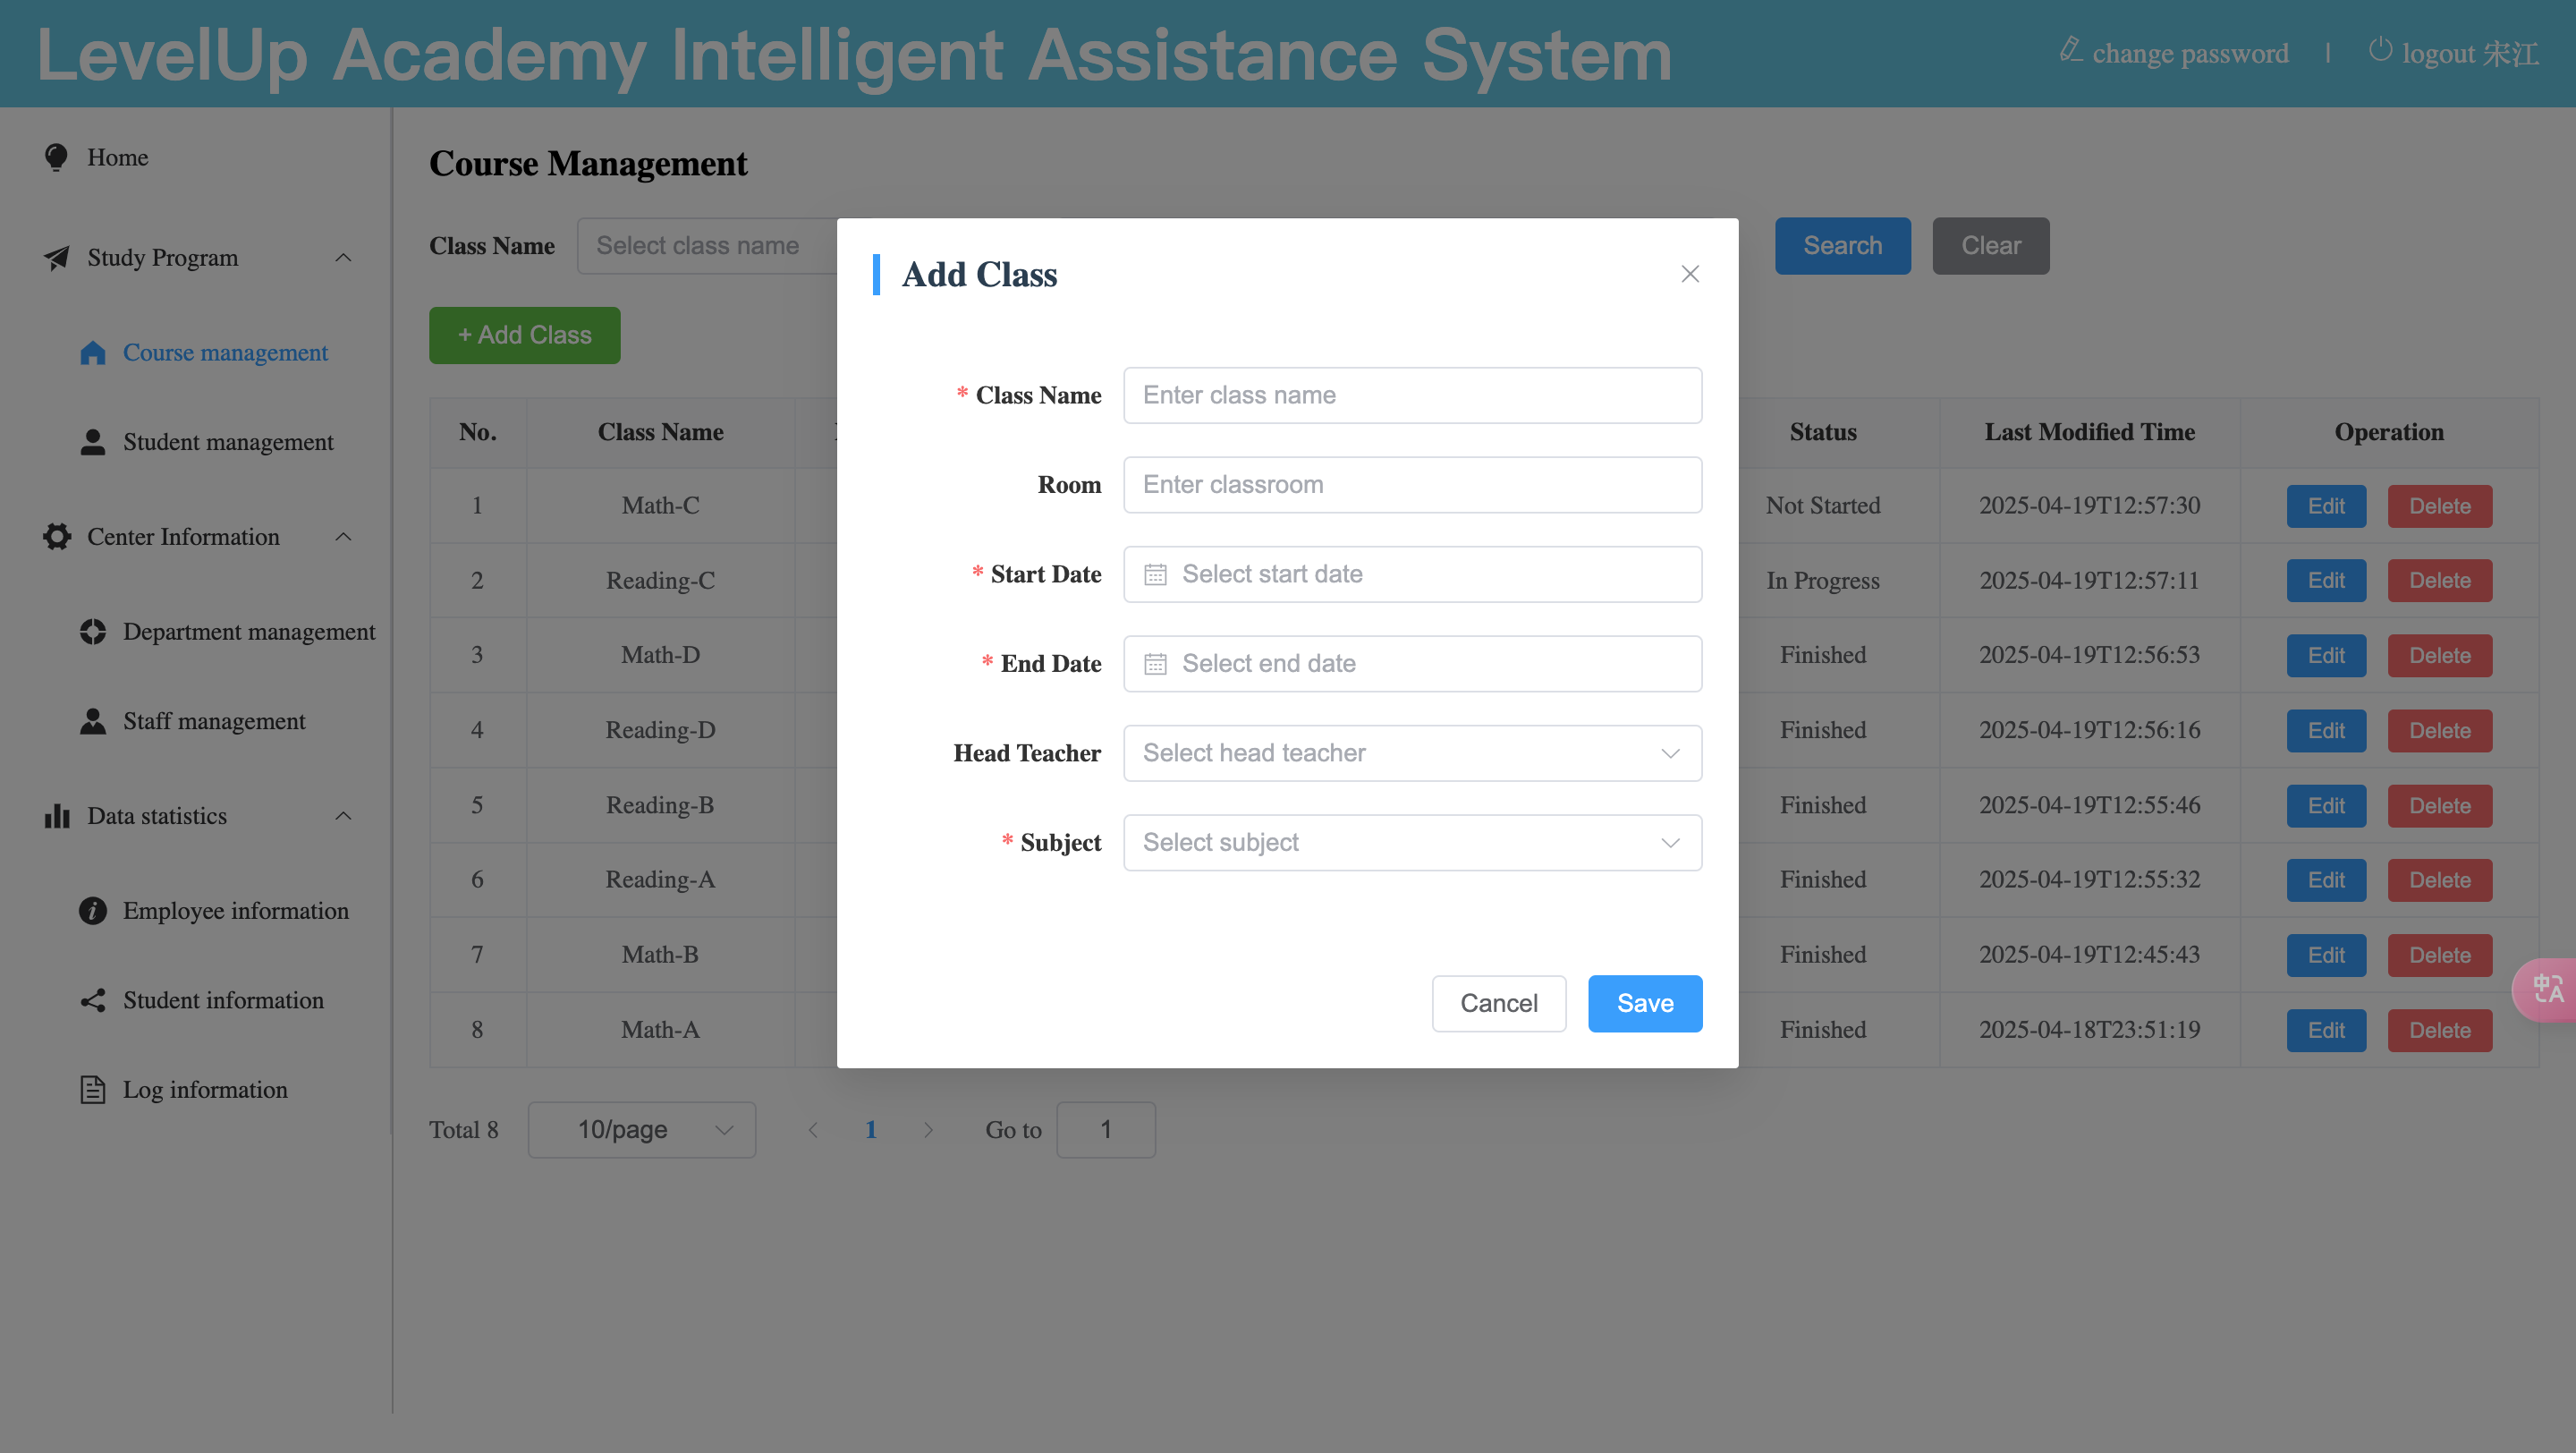 LevelUp Academy Intelligent Assistance System
change password | logout 宋江
Home
Study Program
Course management
Student management
Center Information
Department management
Staff management
Data statistics
Employee information
Student information
Log information
Course Management
Class Name Select class name Search Clear
+ Add Class
No. Class Name Status Last Modified Time Operation
1 Math-C Not Started 2025-04-19T12:57:30 Edit Delete
2 Reading-C In Progress 2025-04-19T12:57:11 Edit Delete
3 Math-D Finished 2025-04-19T12:56:53 Edit Delete
4 Reading-D Finished 2025-04-19T12:56:16 Edit Delete
5 Reading-B Finished 2025-04-19T12:55:46 Edit Delete
6 Reading-A Finished 2025-04-19T12:55:32 Edit Delete
7 Math-B Finished 2025-04-19T12:45:43 Edit Delete
8 Math-A Finished 2025-04-18T23:51:19 Edit Delete
Total 8 10/page 1 Go to 1
Add Class
* Class Name Enter class name
Room Enter classroom
* Start Date Select start date
* End Date Select end date
Head Teacher Select head teacher
* Subject Select subject
Cancel Save
中 A